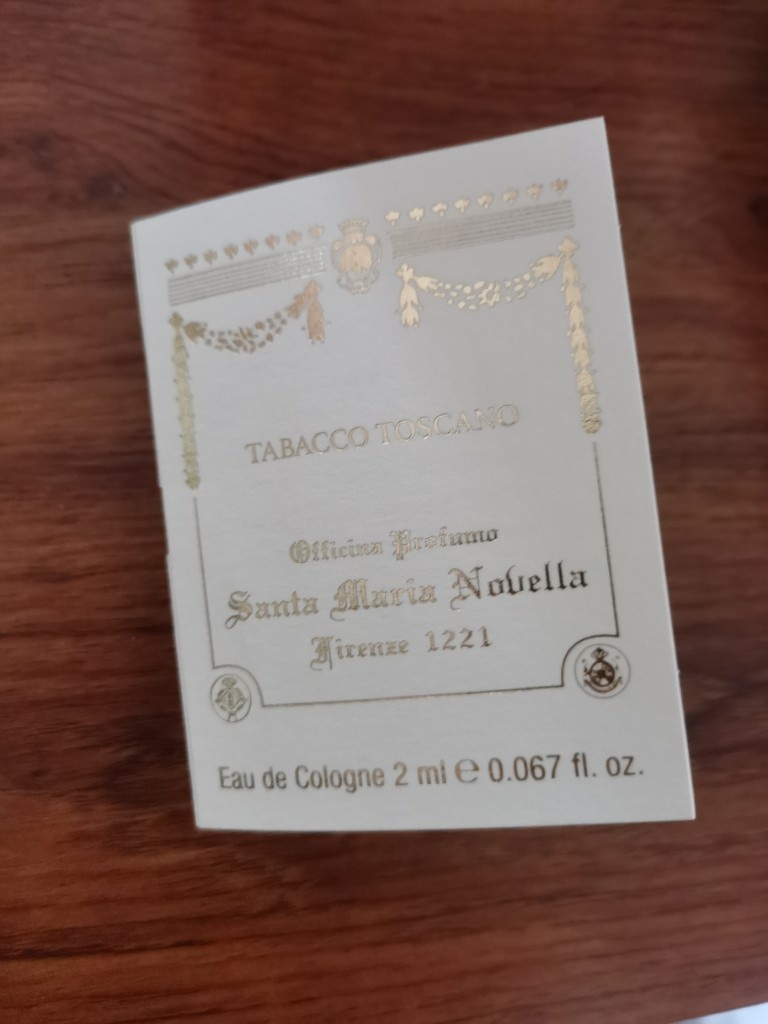 TABACCO TOSCANO
Officina Profumo
Santa Maria Novella
Firenze 1221
Eau de Cologne 2 ml ℮ 0.067 fl. oz.